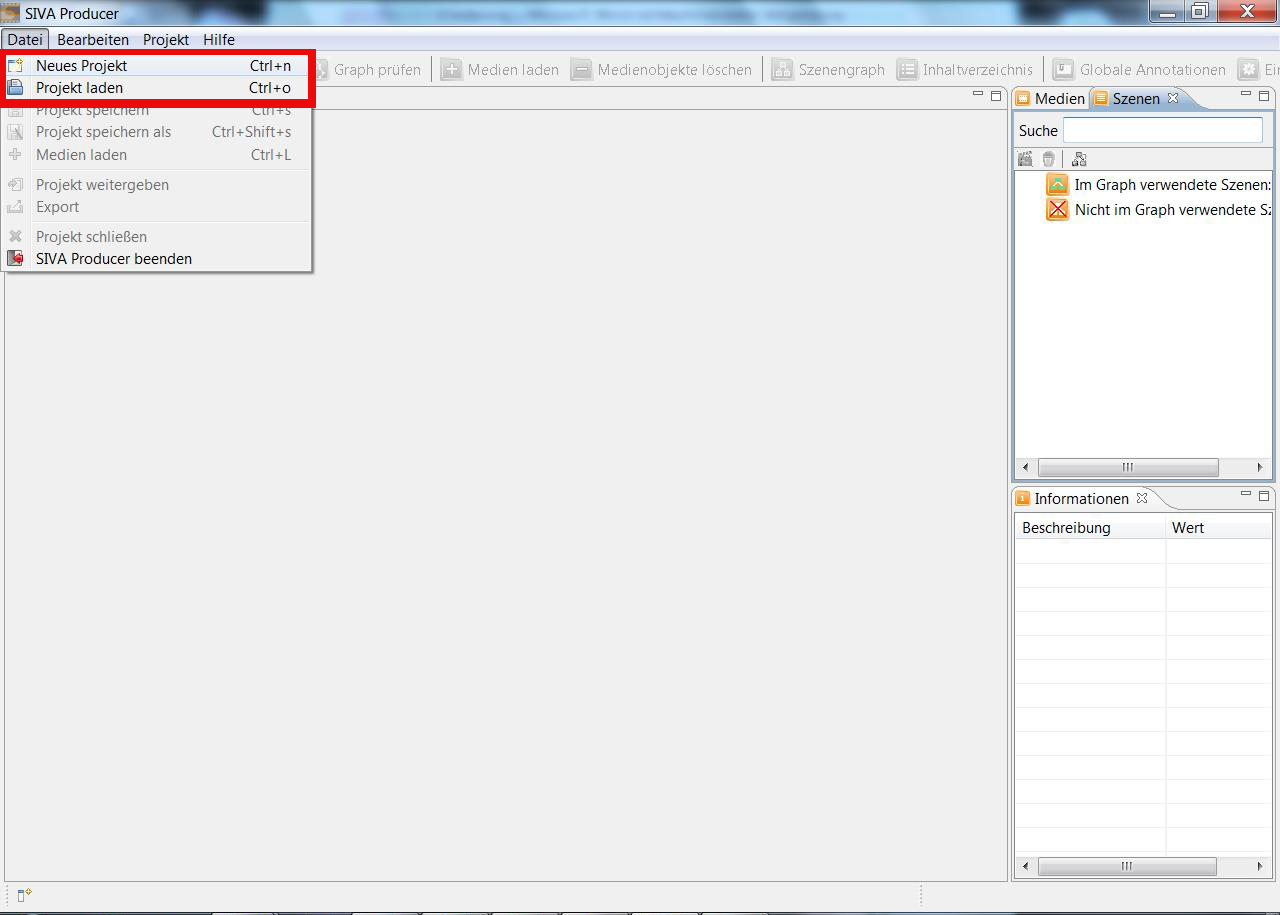 SIVA Producer
Datei Bearbeiten Projekt Hilfe
Neues Projekt Ctrl+n
Projekt laden Ctrl+o
Projekt speichern Ctrl+s
Projekt speichern als Ctrl+Shift+s
Medien laden Ctrl+L
Projekt weitergeben
Export
Projekt schließen
SIVA Producer beenden
Graph prüfen Medien laden Medienobjekte löschen Szenengraph Inhaltverzeichnis Globale Annotationen Ein
Medien Szenen
Suche
Im Graph verwendete Szenen:
Nicht im Graph verwendete Sz
Informationen
Beschreibung Wert